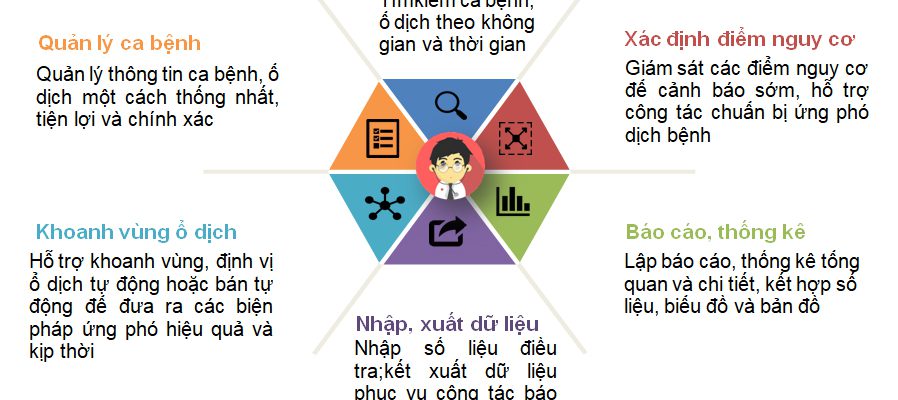 Tìm kiếm ca bệnh,
ổ dịch theo không
gian và thời gian
Quản lý ca bệnh
Quản lý thông tin ca bệnh, ổ
dịch một cách thống nhất,
tiện lợi và chính xác
Xác định điểm nguy cơ
Giám sát các điểm nguy cơ
để cảnh báo sớm, hỗ trợ
công tác chuẩn bị ứng phó
dịch bệnh
Khoanh vùng ổ dịch
Hỗ trợ khoanh vùng, định vị
ổ dịch tự động hoặc bán tự
động để đưa ra các biện
pháp ứng phó hiệu quả và
kịp thời
Báo cáo, thống kê
Lập báo cáo, thống kê tổng
quan và chi tiết, kết hợp số
liệu, biểu đồ và bản đồ
Nhập, xuất dữ liệu
Nhập số liệu điều
tra;kết xuất dữ liệu
phục vụ công tác báo